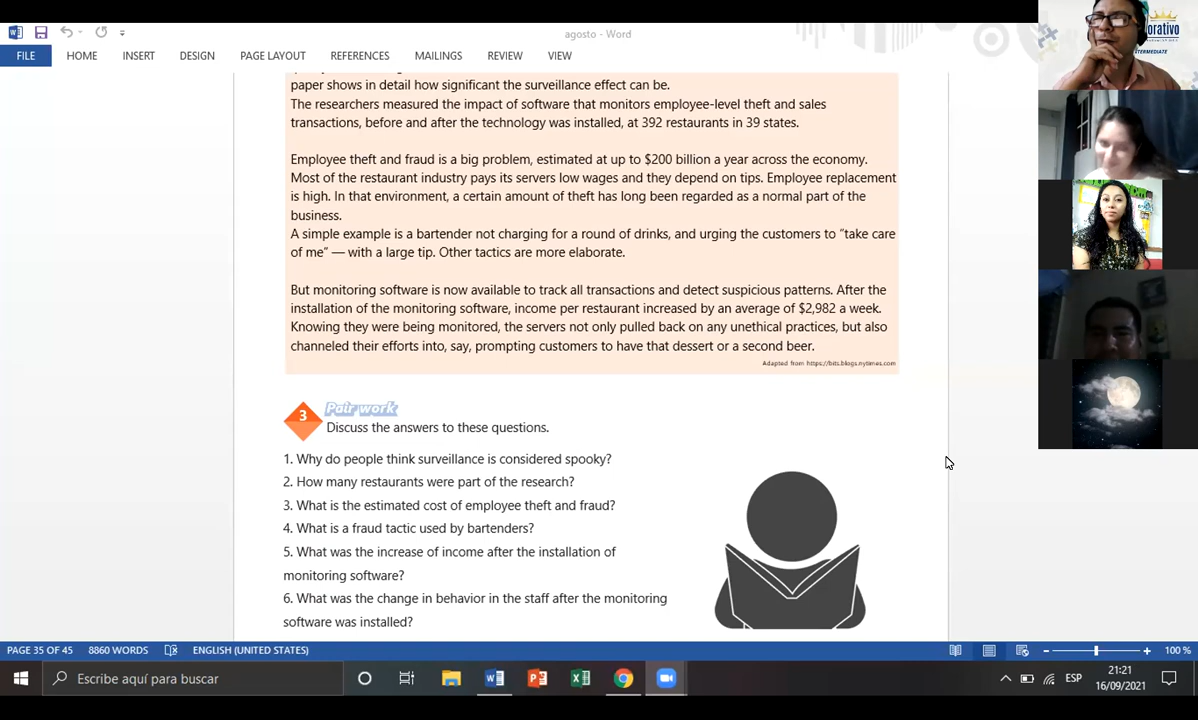 agosto - Word
FILE HOME INSERT DESIGN PAGE LAYOUT REFERENCES MAILINGS REVIEW VIEW
paper shows in detail how significant the surveillance effect can be.
The researchers measured the impact of software that monitors employee-level theft and sales
transactions, before and after the technology was installed, at 392 restaurants in 39 states.
Employee theft and fraud is a big problem, estimated at up to $200 billion a year across the economy.
Most of the restaurant industry pays its servers low wages and they depend on tips. Employee replacement
is high. In that environment, a certain amount of theft has long been regarded as a normal part of the
business.
A simple example is a bartender not charging for a round of drinks, and urging the customers to “take care
of me” — with a large tip. Other tactics are more elaborate.
But monitoring software is now available to track all transactions and detect suspicious patterns. After the
installation of the monitoring software, income per restaurant increased by an average of $2,982 a week.
Knowing they were being monitored, the servers not only pulled back on any unethical practices, but also
channeled their efforts into, say, prompting customers to have that dessert or a second beer.
Adapted from https://bits.blogs.nytimes.com
3
Pair work
Discuss the answers to these questions.
1. Why do people think surveillance is considered spooky?
2. How many restaurants were part of the research?
3. What is the estimated cost of employee theft and fraud?
4. What is a fraud tactic used by bartenders?
5. What was the increase of income after the installation of
monitoring software?
6. What was the change in behavior in the staff after the monitoring
software was installed?
PAGE 35 OF 45 8860 WORDS ENGLISH (UNITED STATES) 100 %
Escribe aquí para buscar
ESP
21:21
16/09/2021
orativo